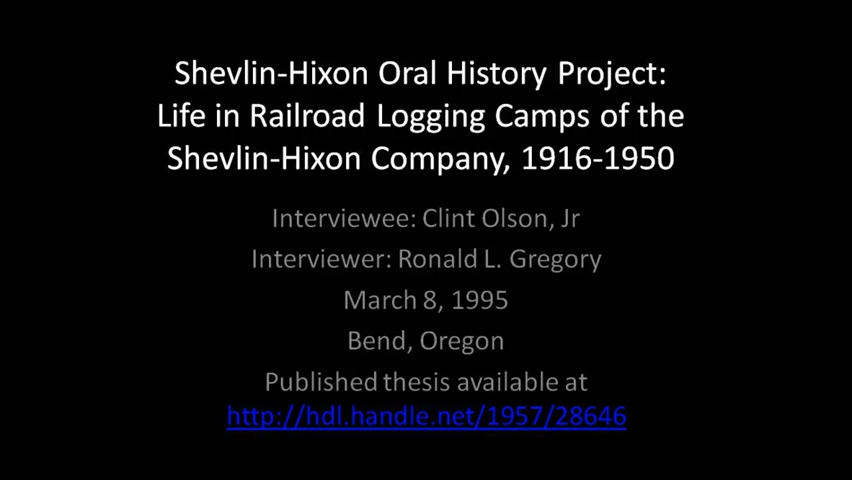 Shevlin-Hixon Oral History Project:
Life in Railroad Logging Camps of the
Shevlin-Hixon Company, 1916-1950
Interviewee: Clint Olson, Jr
Interviewer: Ronald L. Gregory
March 8, 1995
Bend, Oregon
Published thesis available at
http://hdl.handle.net/1957/28646